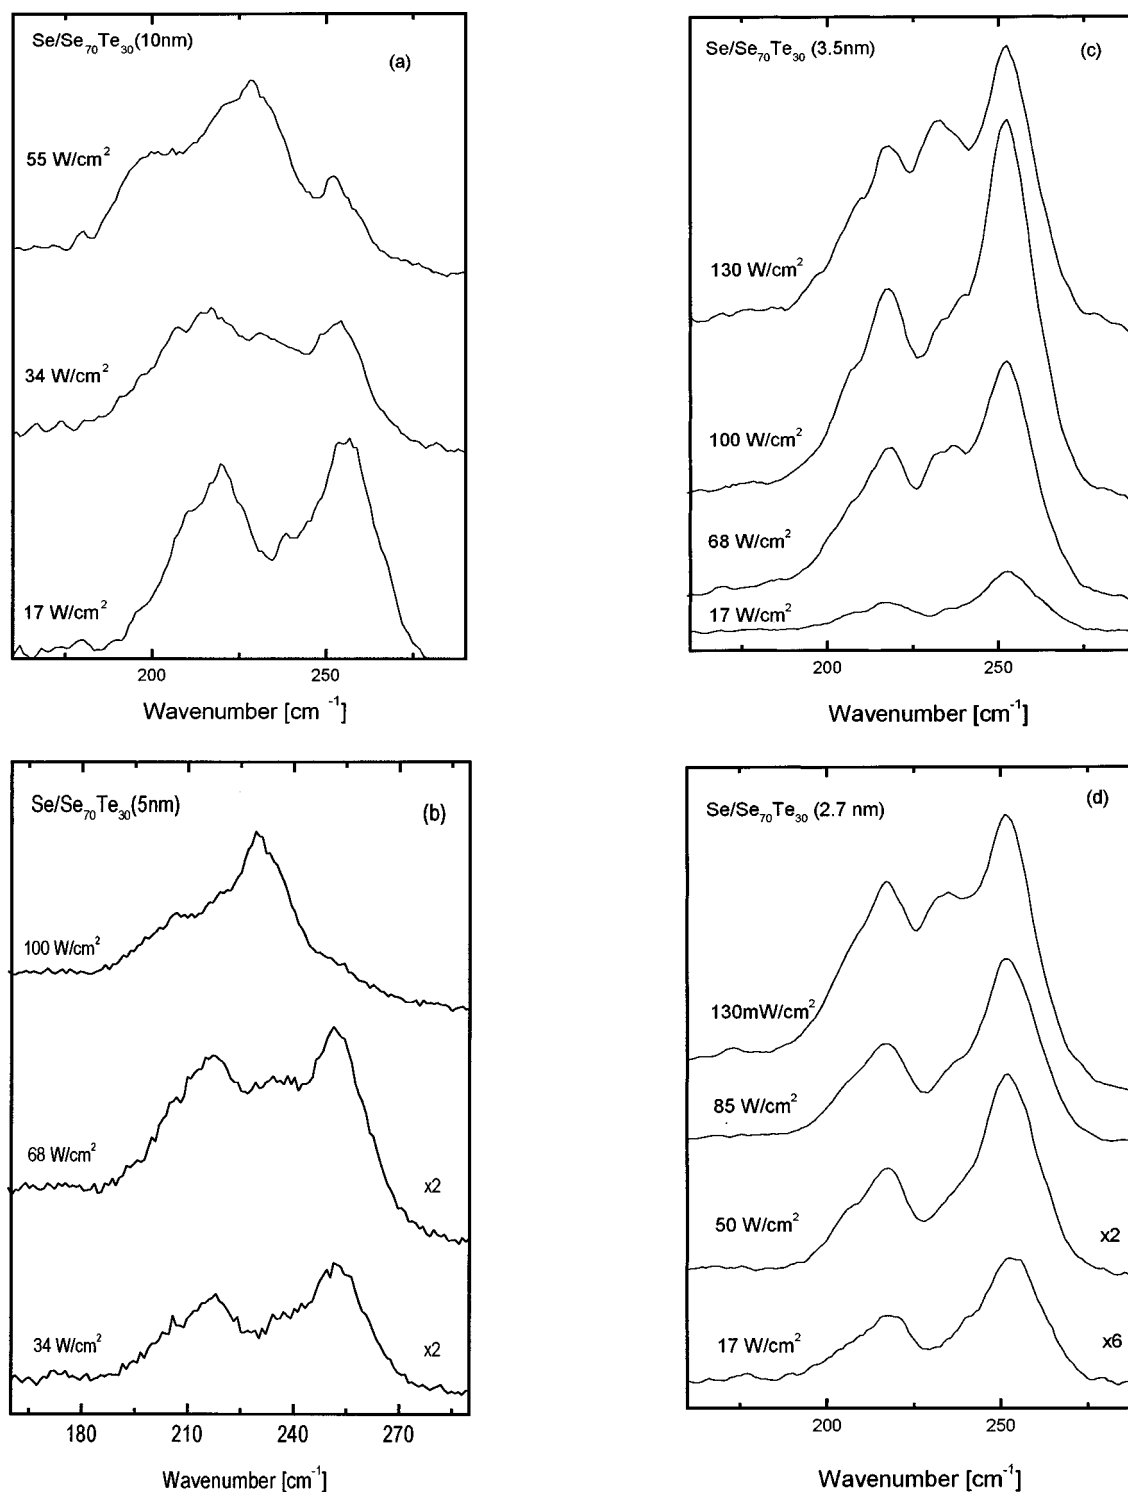 Se/Se₇₀Te₃₀(10nm)
(a)
55 W/cm²
34 W/cm²
17 W/cm²
200 250
Wavenumber [cm ⁻¹]
Se/Se₇₀Te₃₀ (3.5nm)
(c)
130 W/cm²
100 W/cm²
68 W/cm²
17 W/cm²
200 250
Wavenumber [cm⁻¹]
Se/Se₇₀Te₃₀(5nm)
(b)
100 W/cm²
68 W/cm²
x2
34 W/cm²
x2
180 210 240 270
Wavenumber [cm⁻¹]
Se/Se₇₀Te₃₀ (2.7 nm)
(d)
130mW/cm²
85 W/cm²
50 W/cm²
x2
17 W/cm²
x6
200 250
Wavenumber [cm⁻¹]